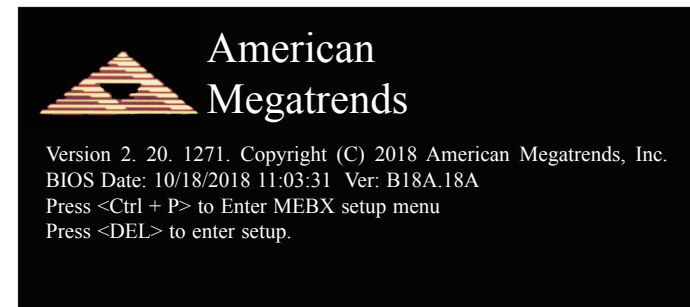 American
Megatrends
Version 2. 20. 1271. Copyright (C) 2018 American Megatrends, Inc.
BIOS Date: 10/18/2018 11:03:31 Ver: B18A.18A
Press <Ctrl + P> to Enter MEBX setup menu
Press <DEL> to enter setup.